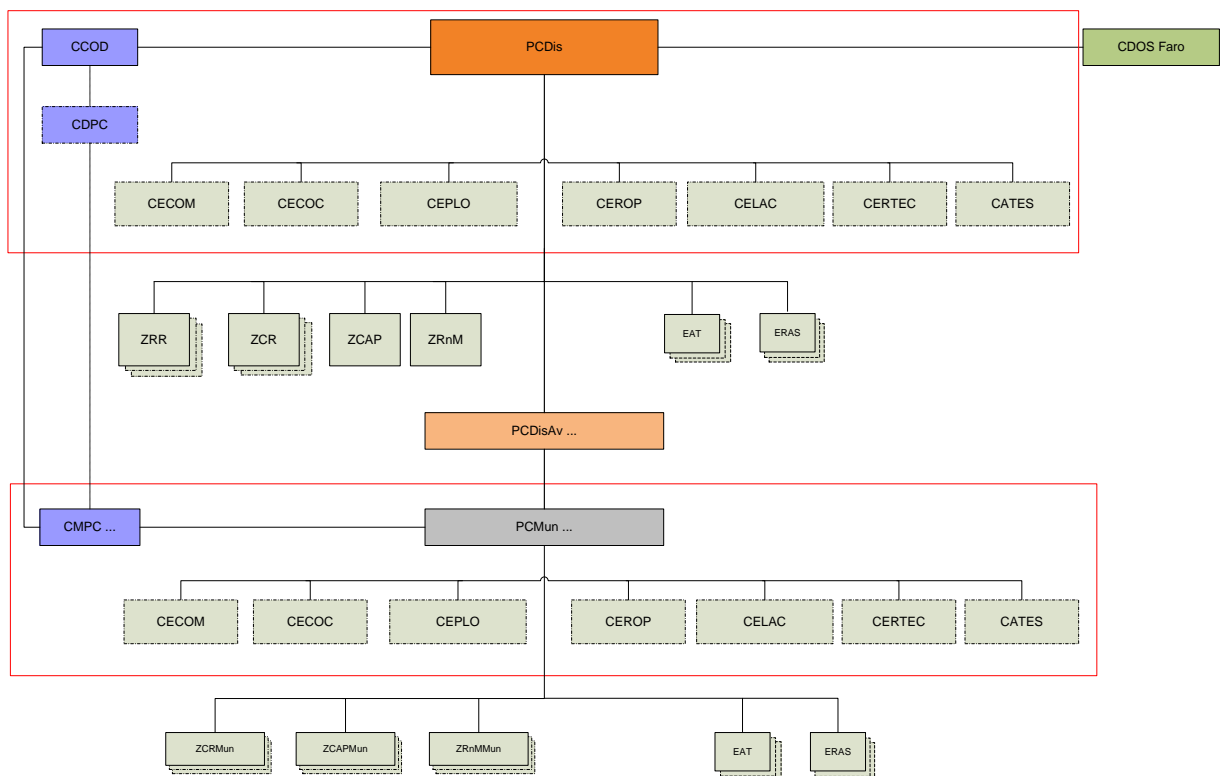 CCOD
PCDis
CDOS Faro
CDPC
CECOM
CECOC
CEPLO
CEROP
CELAC
CERTEC
CATES
ZRR
ZCR
ZCAP
ZRnM
EAT
ERAS
PCDisAv ...
CMPC ...
PCMun ...
CECOM
CECOC
CEPLO
CEROP
CELAC
CERTEC
CATES
ZCRMun
ZCAPMun
ZRnMMun
EAT
ERAS